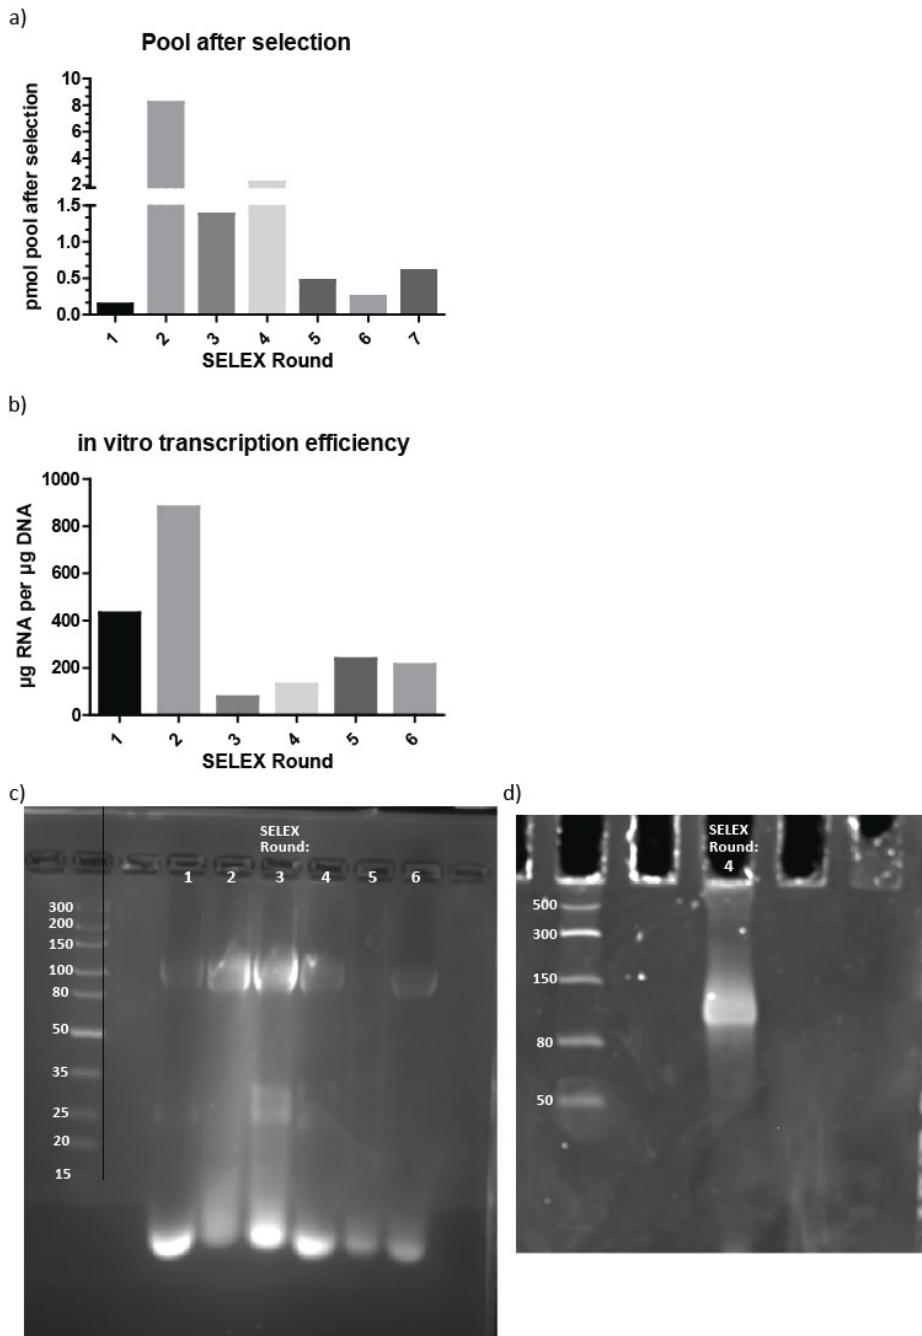 a)
Pool after selection
pmol pool after selection
10
8
6
4
2
1.5
1.0
0.5
0.0
1 2 3 4 5 6 7
SELEX Round
b)
in vitro transcription efficiency
µg RNA per µg DNA
1000
800
600
400
200
0
1 2 3 4 5 6
SELEX Round
c)
SELEX
Round:
1 2 3 4 5 6
300
200
150
100
80
50
35
25
20
15
d)
SELEX
Round:
4
500
300
150
80
50